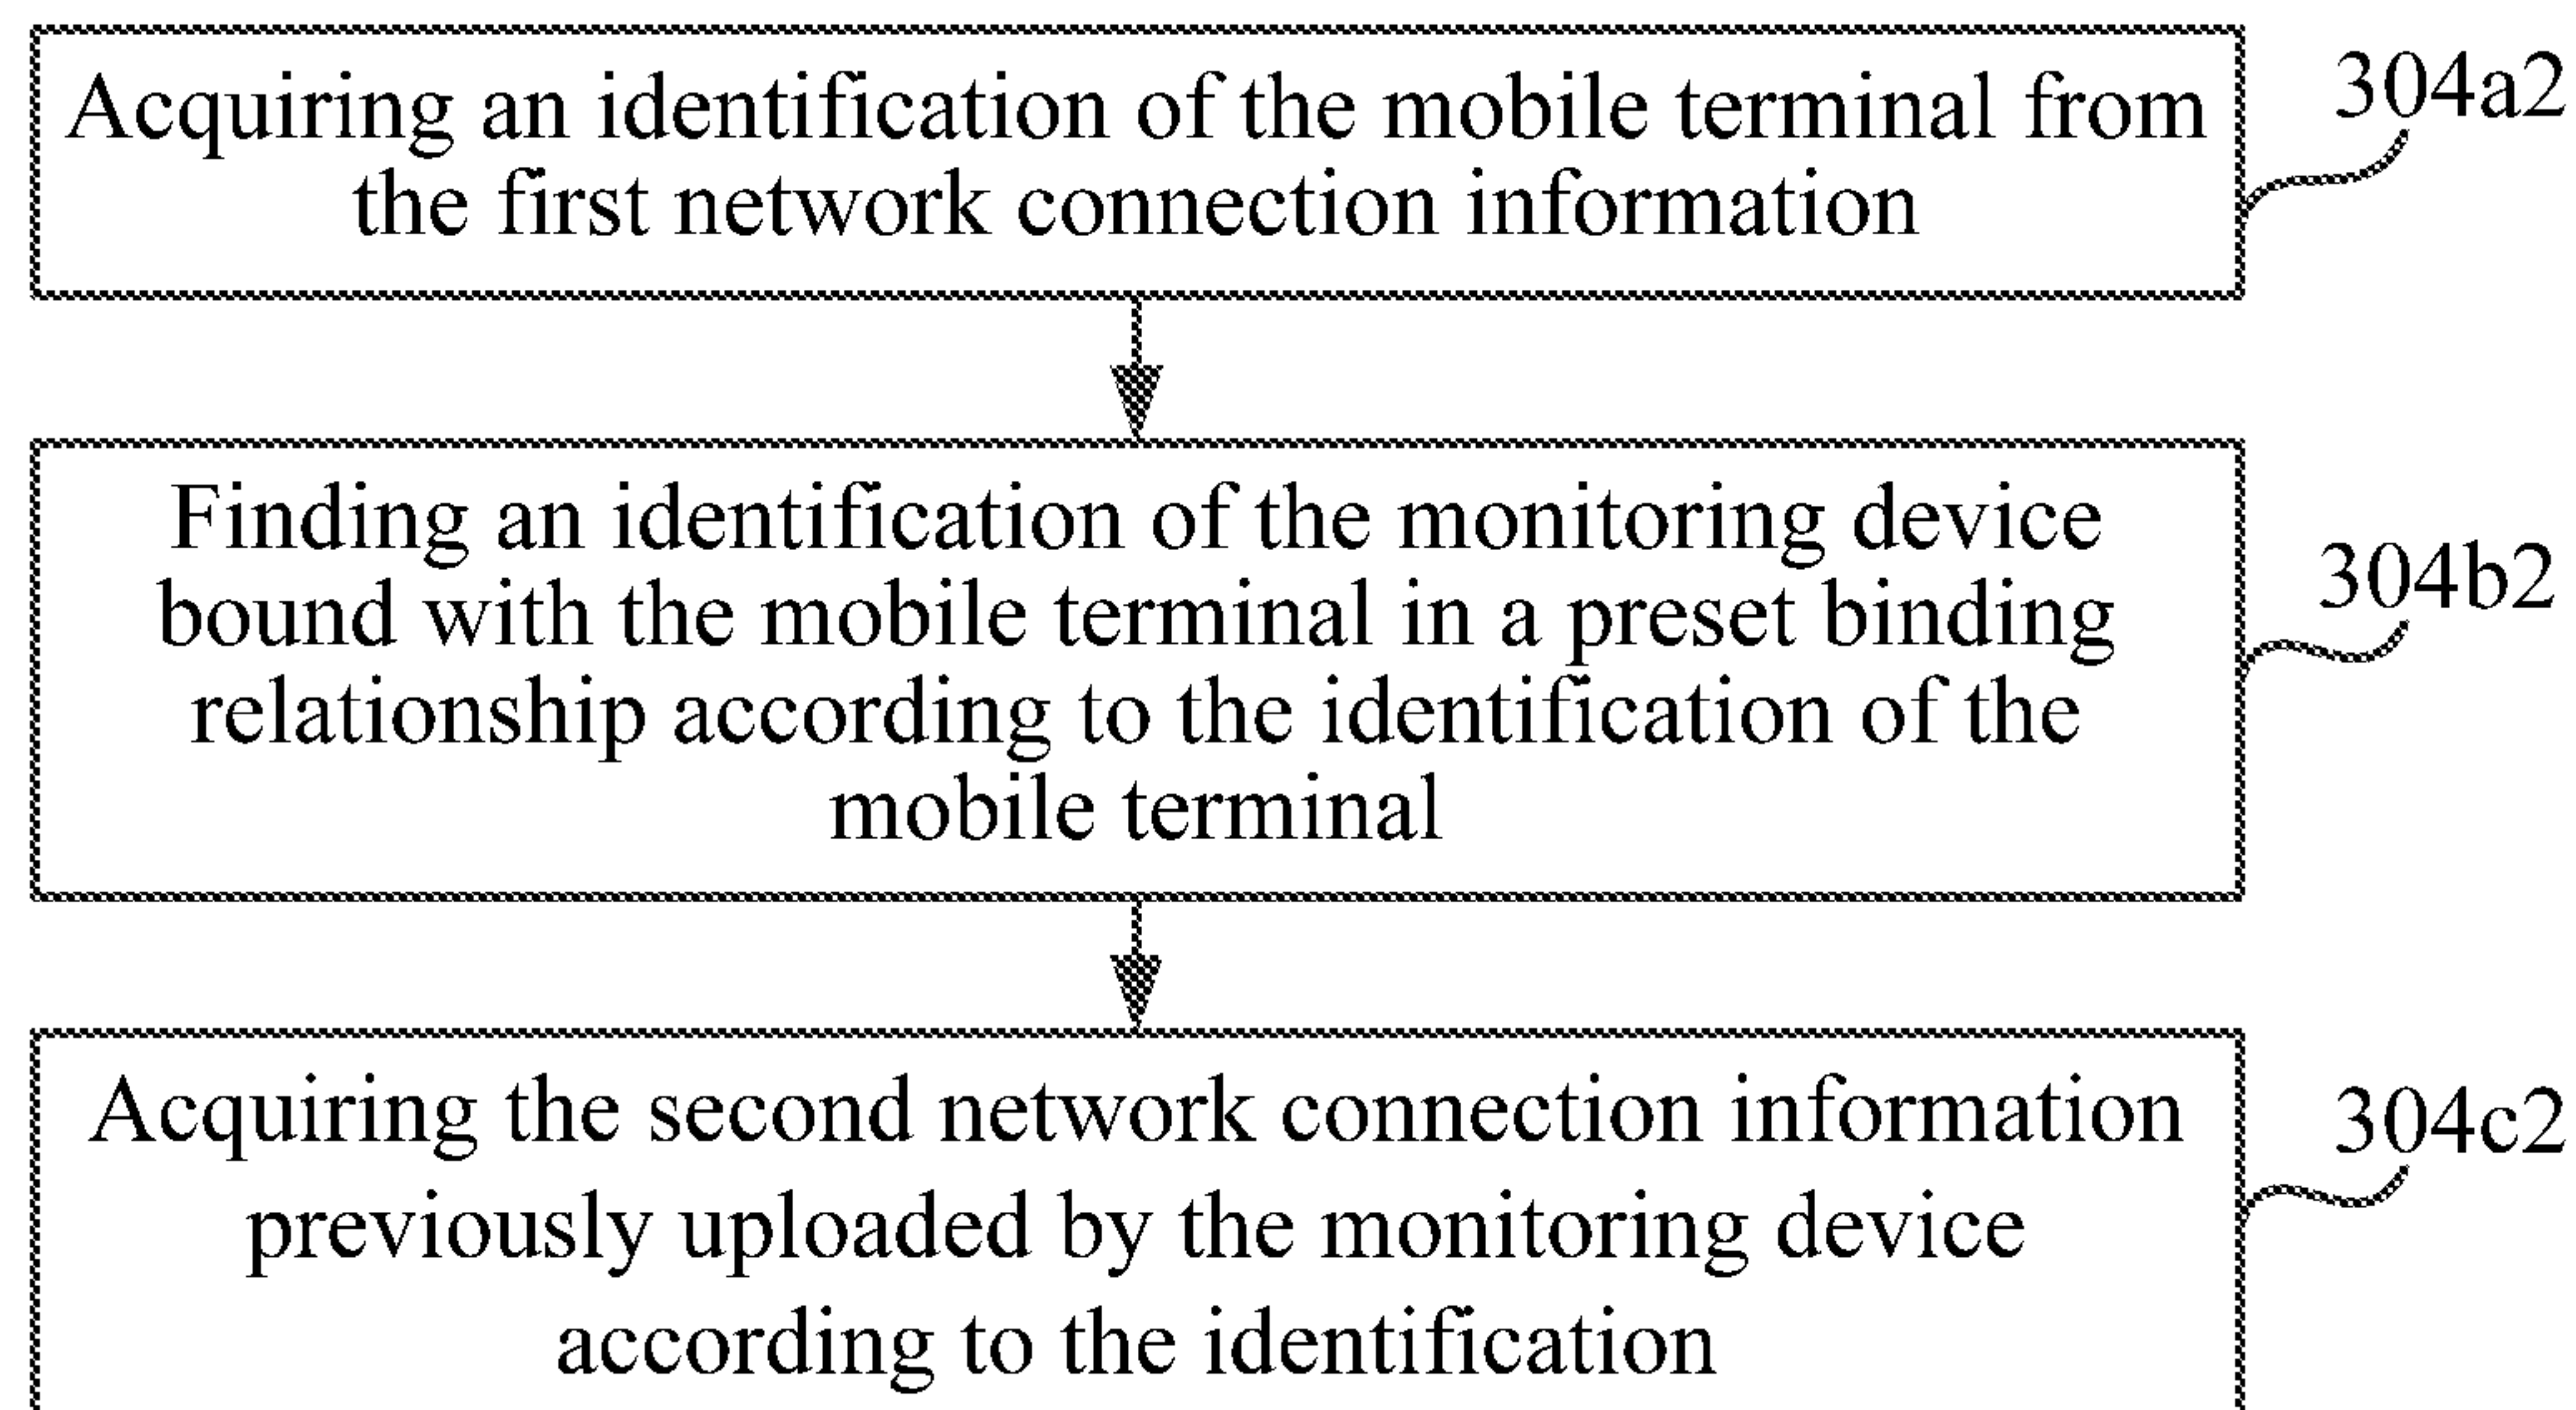 Acquiring an identification of the mobile terminal from
the first network connection information
304a2
Finding an identification of the monitoring device
bound with the mobile terminal in a preset binding
relationship according to the identification of the
mobile terminal
304b2
Acquiring the second network connection information
previously uploaded by the monitoring device
according to the identification
304c2